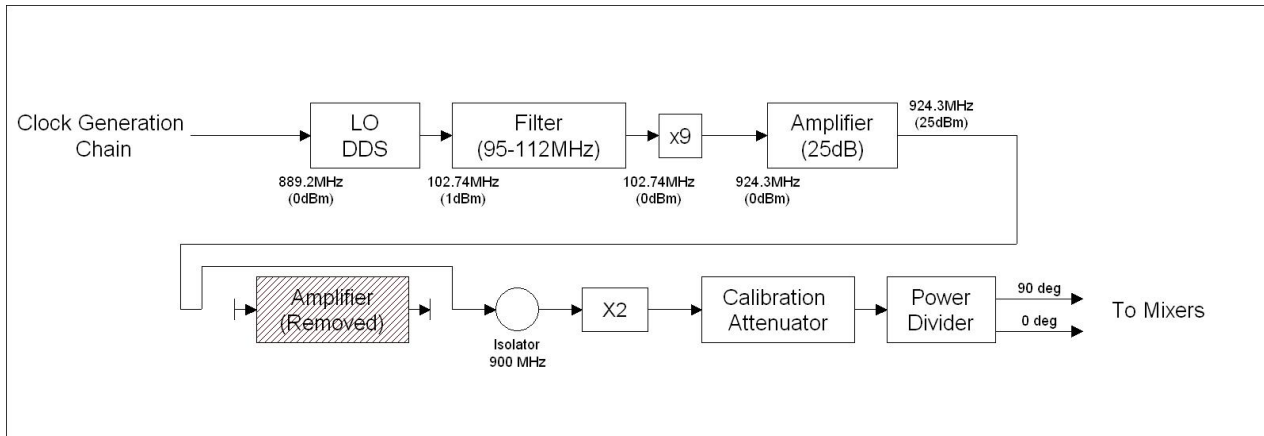 Clock Generation
Chain
LO
DDS
Filter
(95-112MHz)
x9
Amplifier
(25dB)
924.3MHz
(25dBm)
889.2MHz
(0dBm)
102.74MHz
(1dBm)
102.74MHz
(0dBm)
924.3MHz
(0dBm)
Amplifier
(Removed)
Isolator
900 MHz
X2
Calibration
Attenuator
Power
Divider
90 deg
0 deg
To Mixers